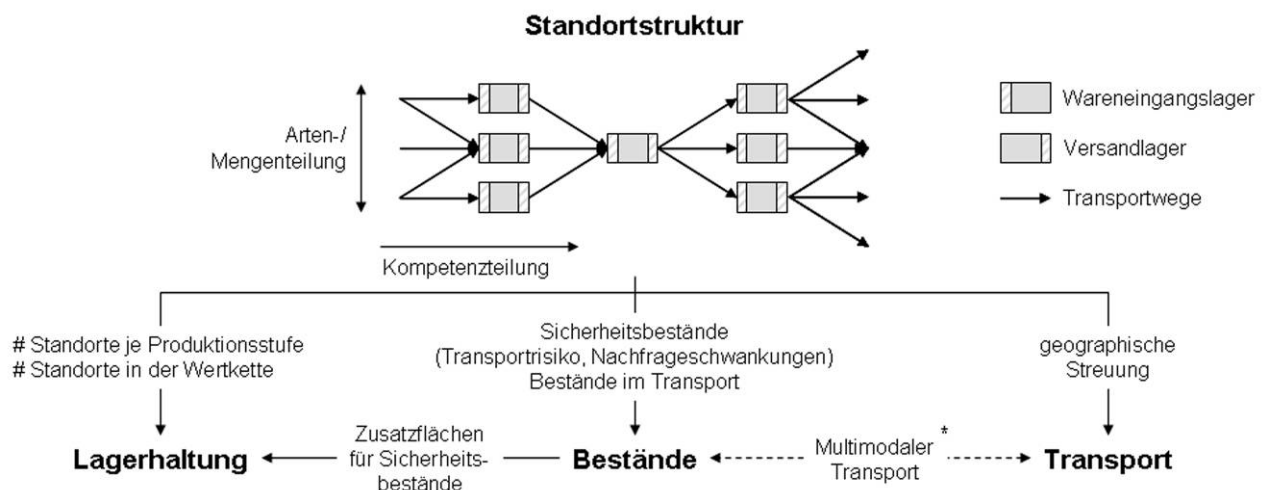 Standortstruktur
Arten-/
Mengenteilung
Wareneingangslager
Versandlager
Transportwege
Kompetenzteilung
# Standorte je Produktionsstufe
# Standorte in der Wertkette
Sicherheitsbestände
(Transportrisiko, Nachfrageschwankungen)
Bestände im Transport
geographische
Streuung
Lagerhaltung
Zusatzflächen
für Sicherheits-
bestände
Bestände
Multimodaler *
Transport
Transport